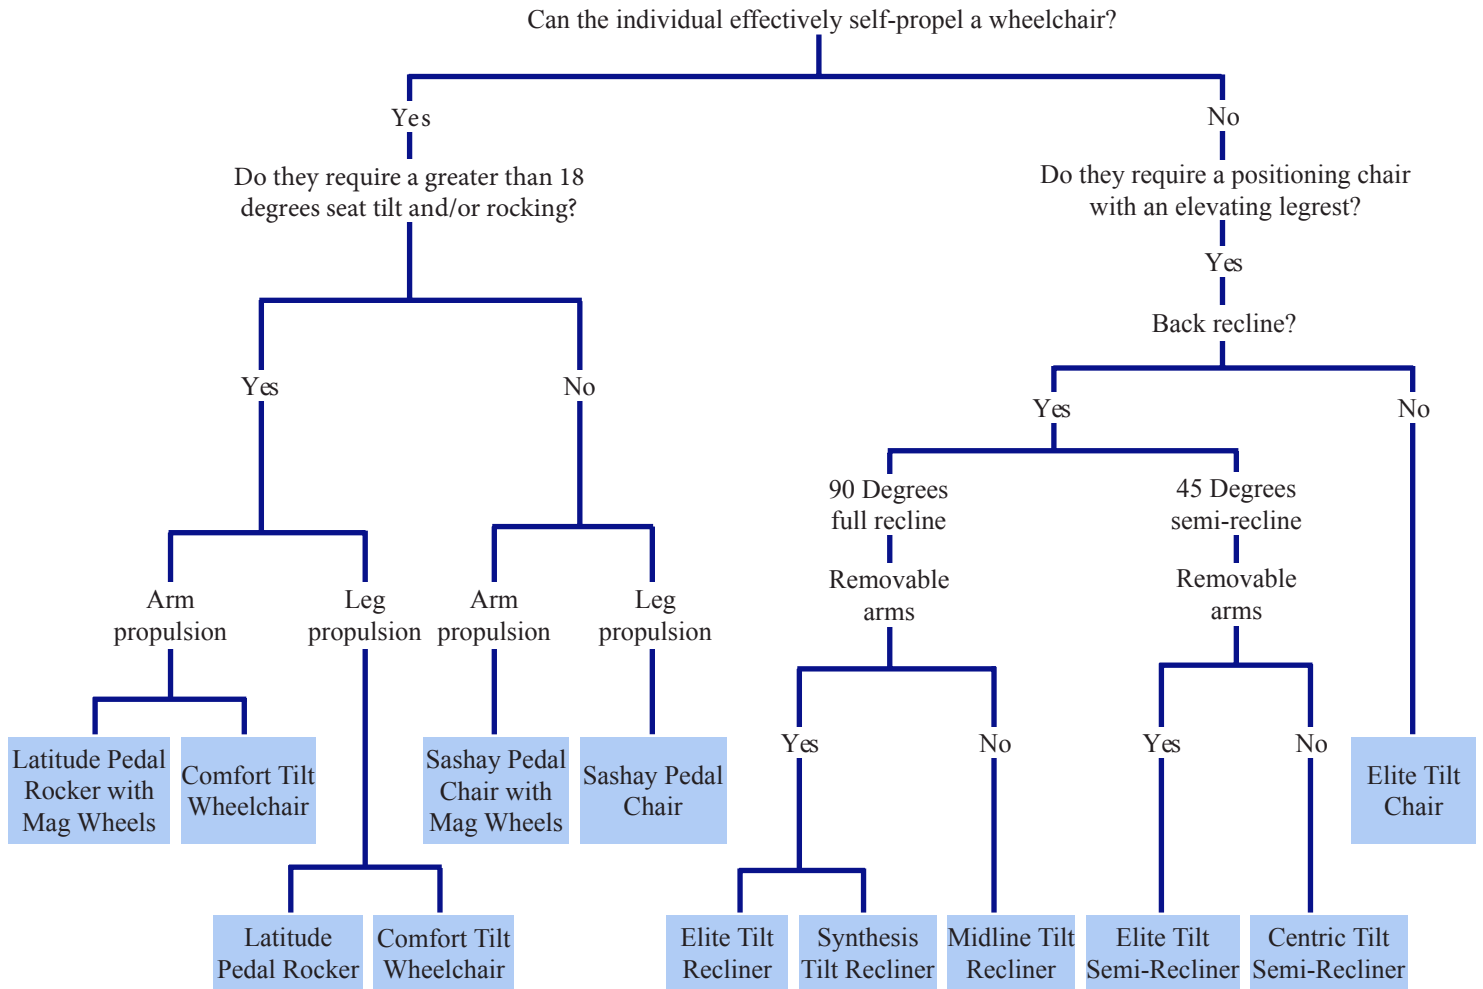 Can the individual effectively self-propel a wheelchair?
Yes
No
Do they require a greater than 18
degrees seat tilt and/or rocking?
Do they require a positioning chair
with an elevating legrest?
Yes
Back recline?
Yes
No
Yes
No
90 Degrees
full recline
45 Degrees
semi-recline
Removable
arms
Removable
arms
Arm
propulsion
Leg
propulsion
Arm
propulsion
Leg
propulsion
Yes
No
Yes
No
Latitude Pedal
Rocker with
Mag Wheels
Comfort Tilt
Wheelchair
Sashay Pedal
Chair with
Mag Wheels
Sashay Pedal
Chair
Elite Tilt
Chair
Latitude
Pedal Rocker
Comfort Tilt
Wheelchair
Elite Tilt
Recliner
Synthesis
Tilt Recliner
Midline Tilt
Recliner
Elite Tilt
Semi-Recliner
Centric Tilt
Semi-Recliner